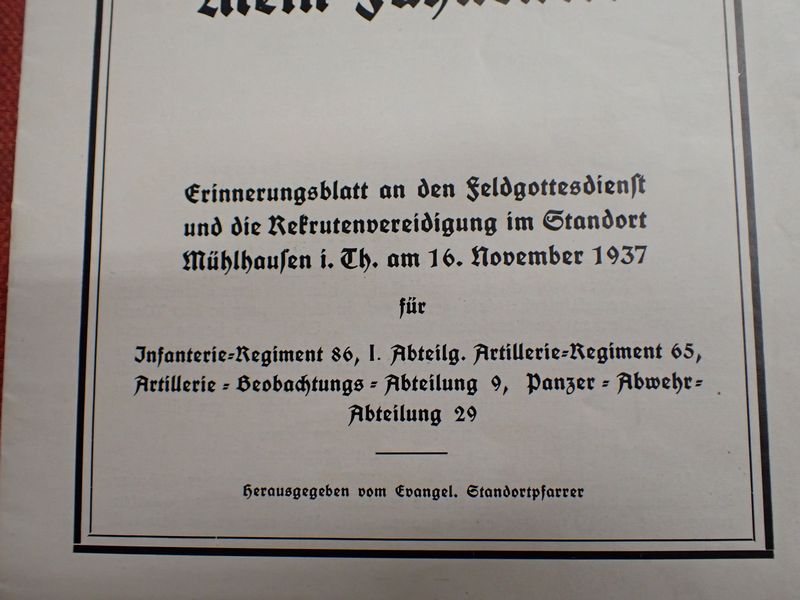 Mein
Erinnerungsblatt an den Feldgottesdienst
und die Rekrutenvereidigung im Standort
Mühlhausen i. Th. am 16. November 1937
für
Infanterie-Regiment 86, I. Abteilg. Artillerie-Regiment 65,
Artillerie-Beobachtungs-Abteilung 9, Panzer-Abwehr-
Abteilung 29
Herausgegeben vom Evangel. Standortpfarrer